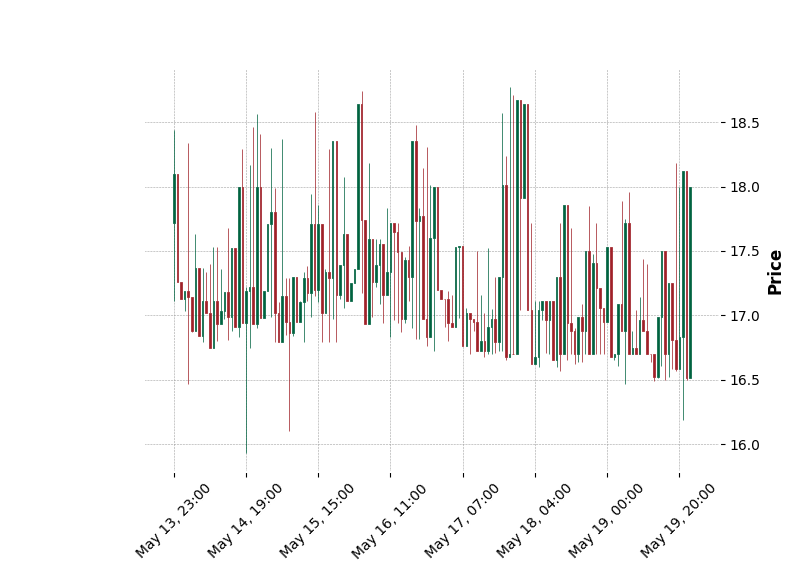 18.5
18.0
17.5
17.0
16.5
16.0
Price
May 13, 23:00
May 14, 19:00
May 15, 15:00
May 16, 11:00
May 17, 07:00
May 18, 04:00
May 19, 00:00
May 19, 20:00